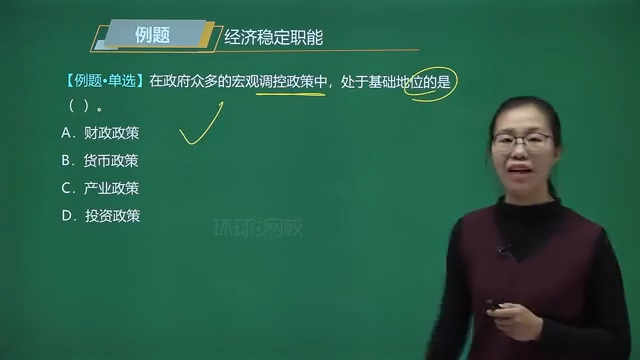 例题
经济稳定职能
【例题•单选】在政府众多的宏观调控政策中，处于基础地位的是
（ ）。
A．财政政策
B．货币政策
C．产业政策
D．投资政策
环球网校